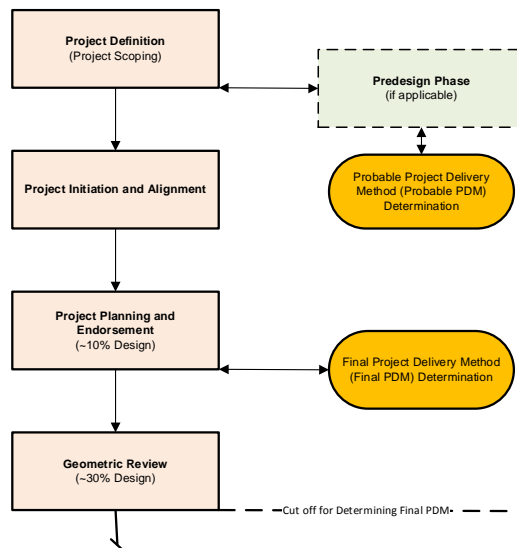 Project Definition
(Project Scoping)
Predesign Phase
(if applicable)
Project Initiation and Alignment
Probable Project Delivery
Method (Probable PDM)
Determination
Project Planning and
Endorsement
(~10% Design)
Final Project Delivery Method
(Final PDM) Determination
Geometric Review
(~30% Design)
Cut off for Determining Final PDM